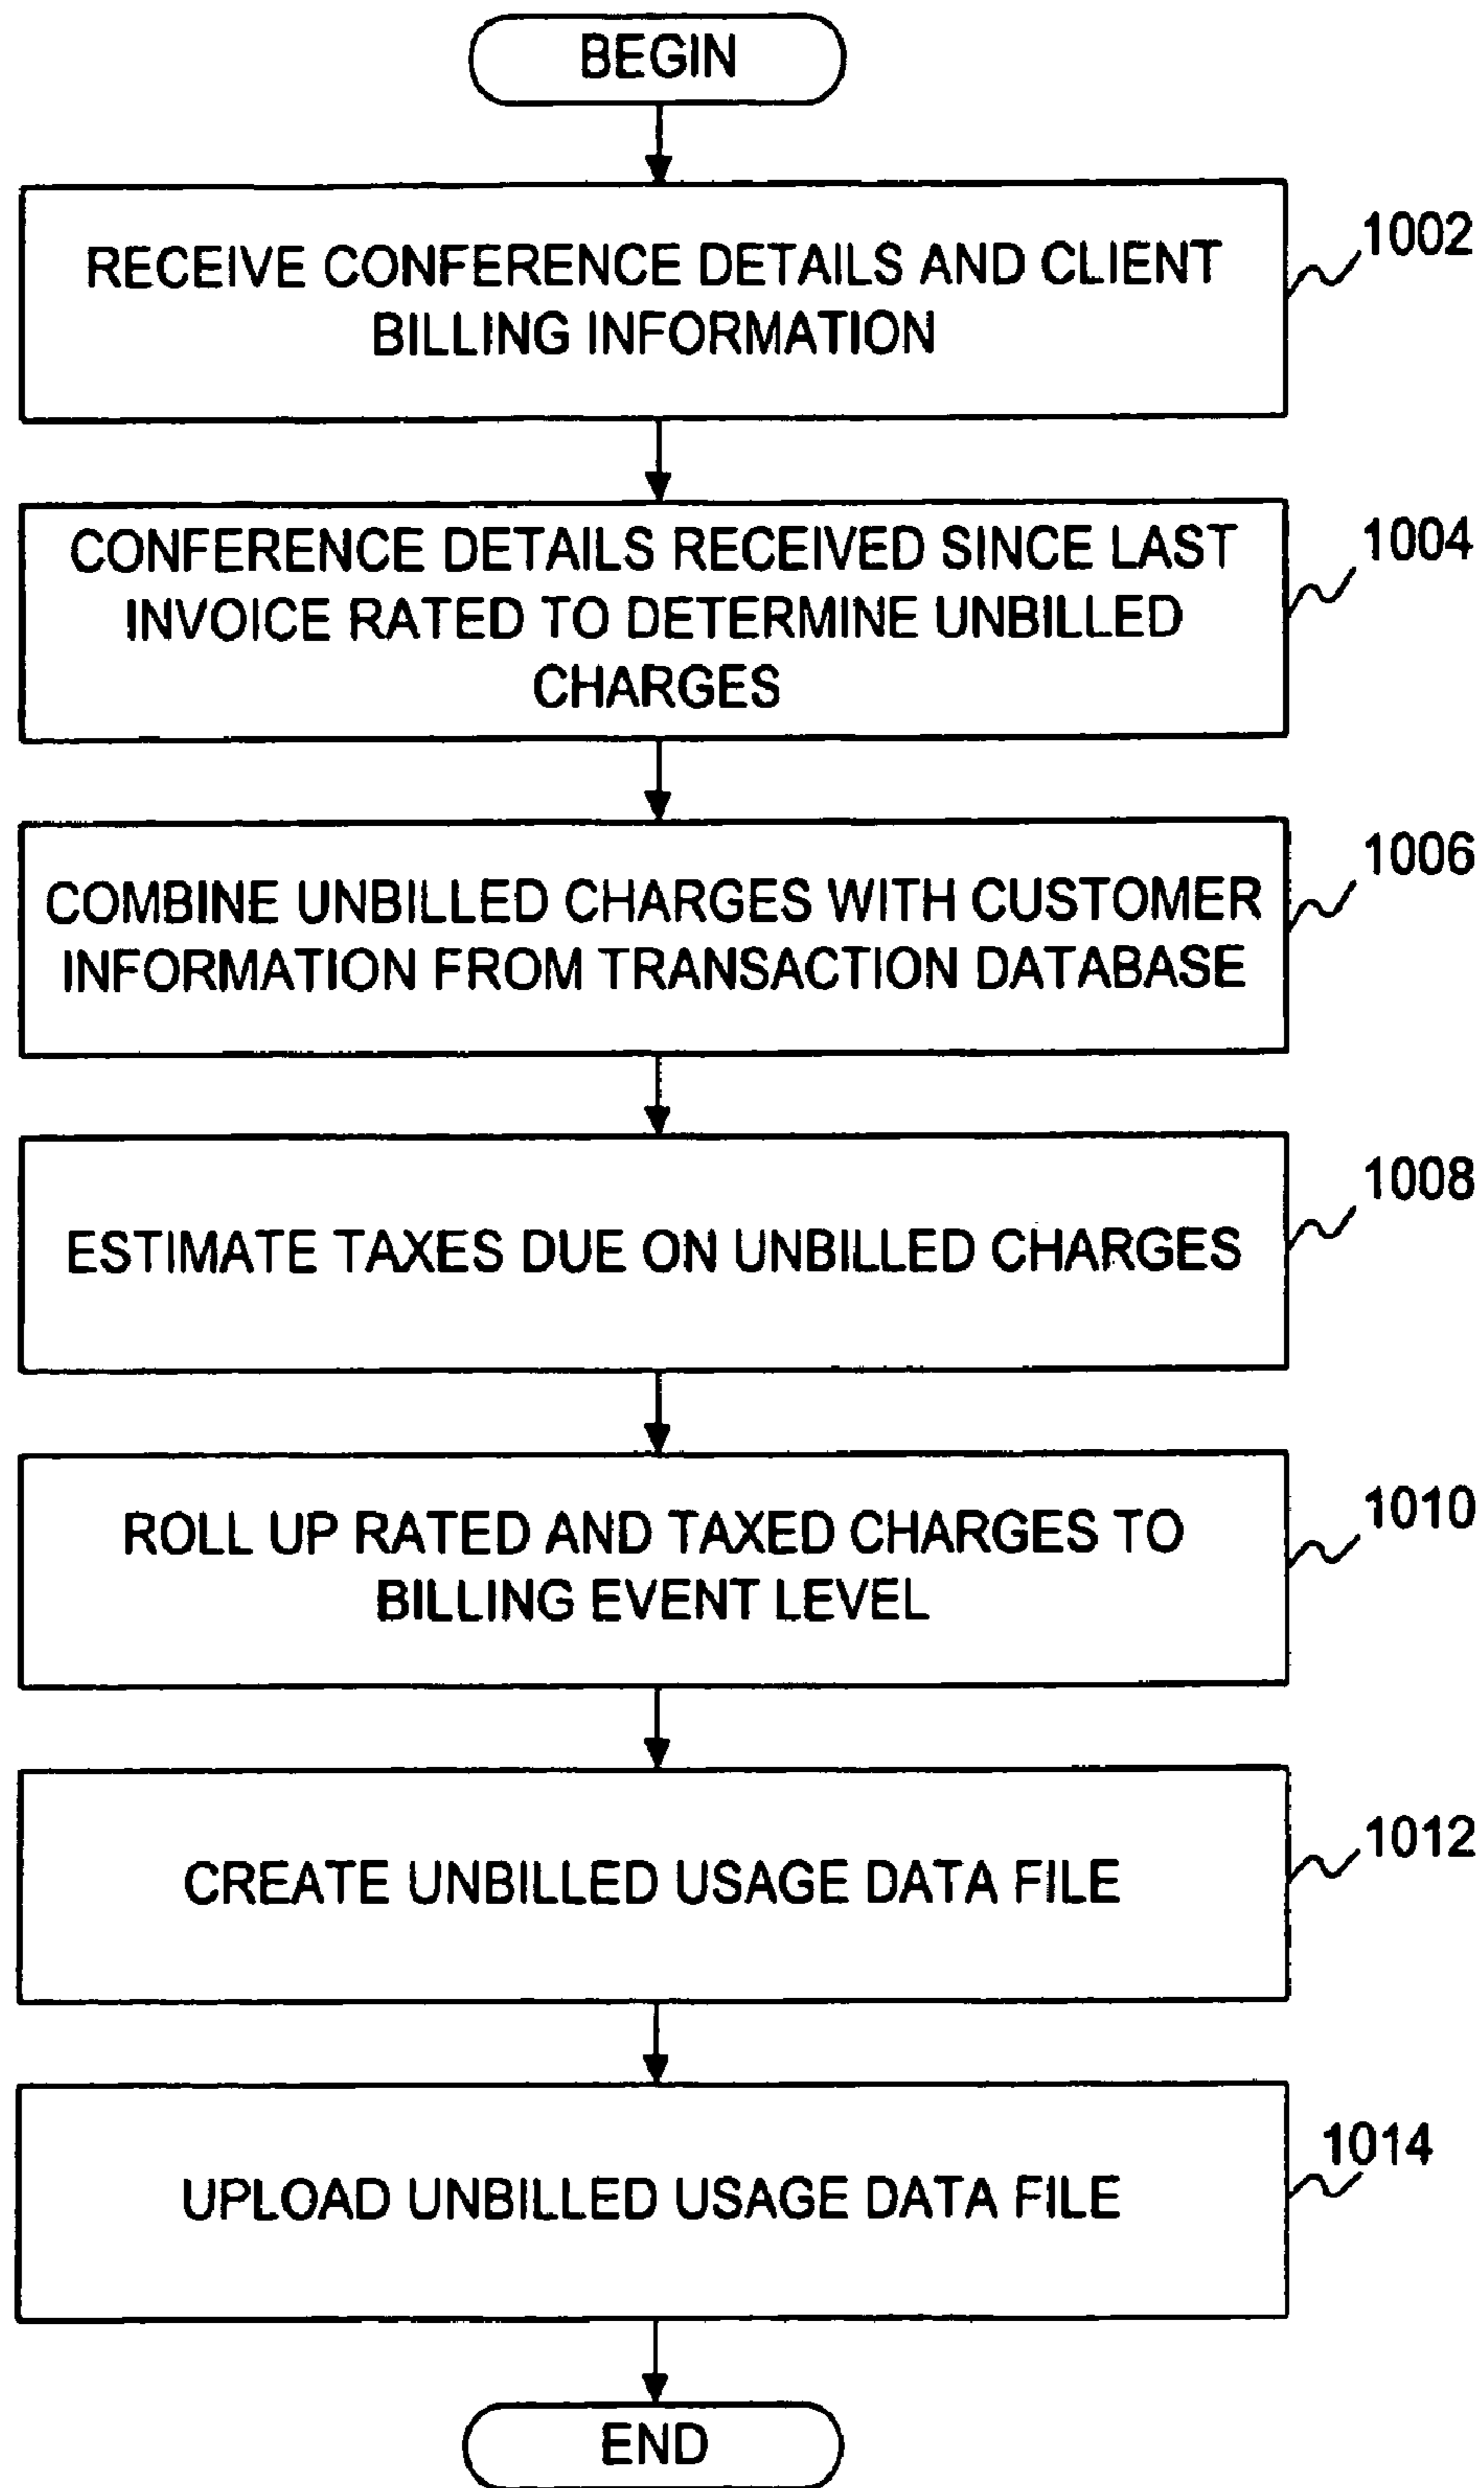 BEGIN
RECEIVE CONFERENCE DETAILS AND CLIENT
BILLING INFORMATION
1002
CONFERENCE DETAILS RECEIVED SINCE LAST
INVOICE RATED TO DETERMINE UNBILLED
CHARGES
1004
COMBINE UNBILLED CHARGES WITH CUSTOMER
INFORMATION FROM TRANSACTION DATABASE
1006
ESTIMATE TAXES DUE ON UNBILLED CHARGES
1008
ROLL UP RATED AND TAXED CHARGES TO
BILLING EVENT LEVEL
1010
CREATE UNBILLED USAGE DATA FILE
1012
UPLOAD UNBILLED USAGE DATA FILE
1014
END